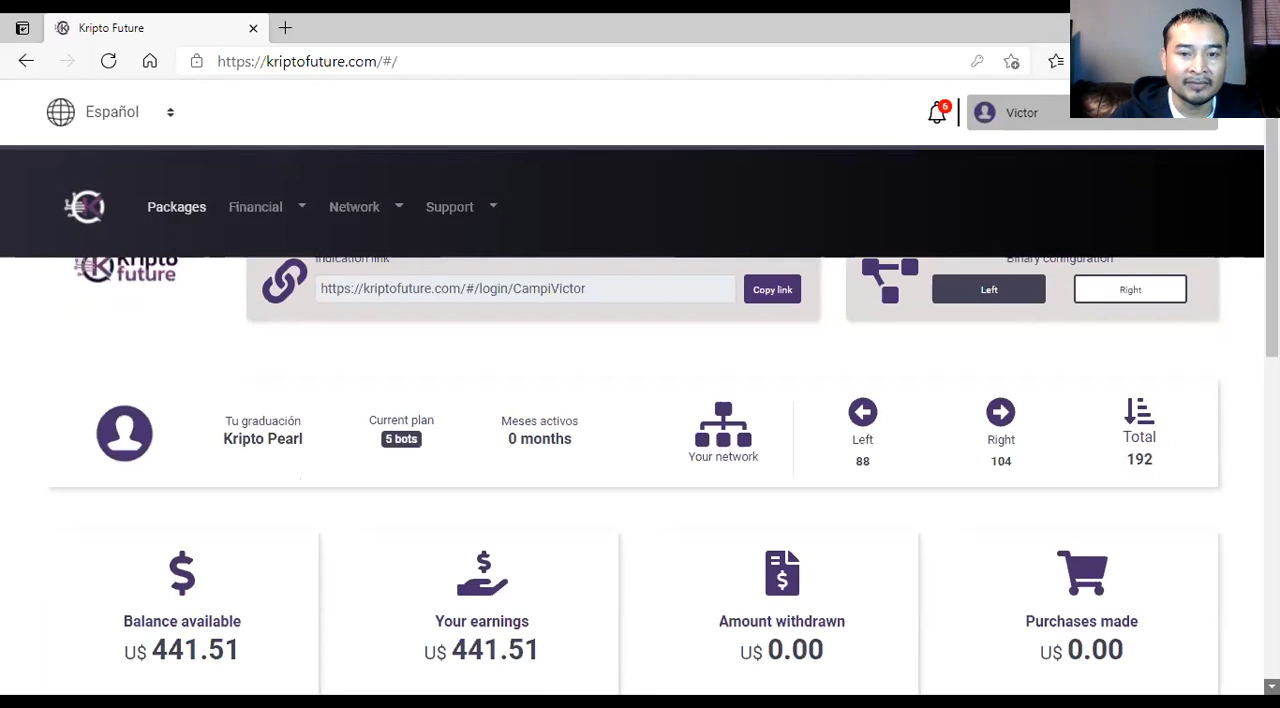 Kripto Future
https://kriptofuture.com/#/
Español
6
Victor
Packages Financial Network Support
Kripto
future
Indication link
https://kriptofuture.com/#/login/CampiVictor
Copy link
Binary configuration
Left
Right
Tu graduación
Kripto Pearl
Current plan
5 bots
Meses activos
0 months
Your network
Left
88
Right
104
Total
192
Balance available
U$ 441.51
Your earnings
U$ 441.51
$
Amount withdrawn
U$ 0.00
Purchases made
U$ 0.00